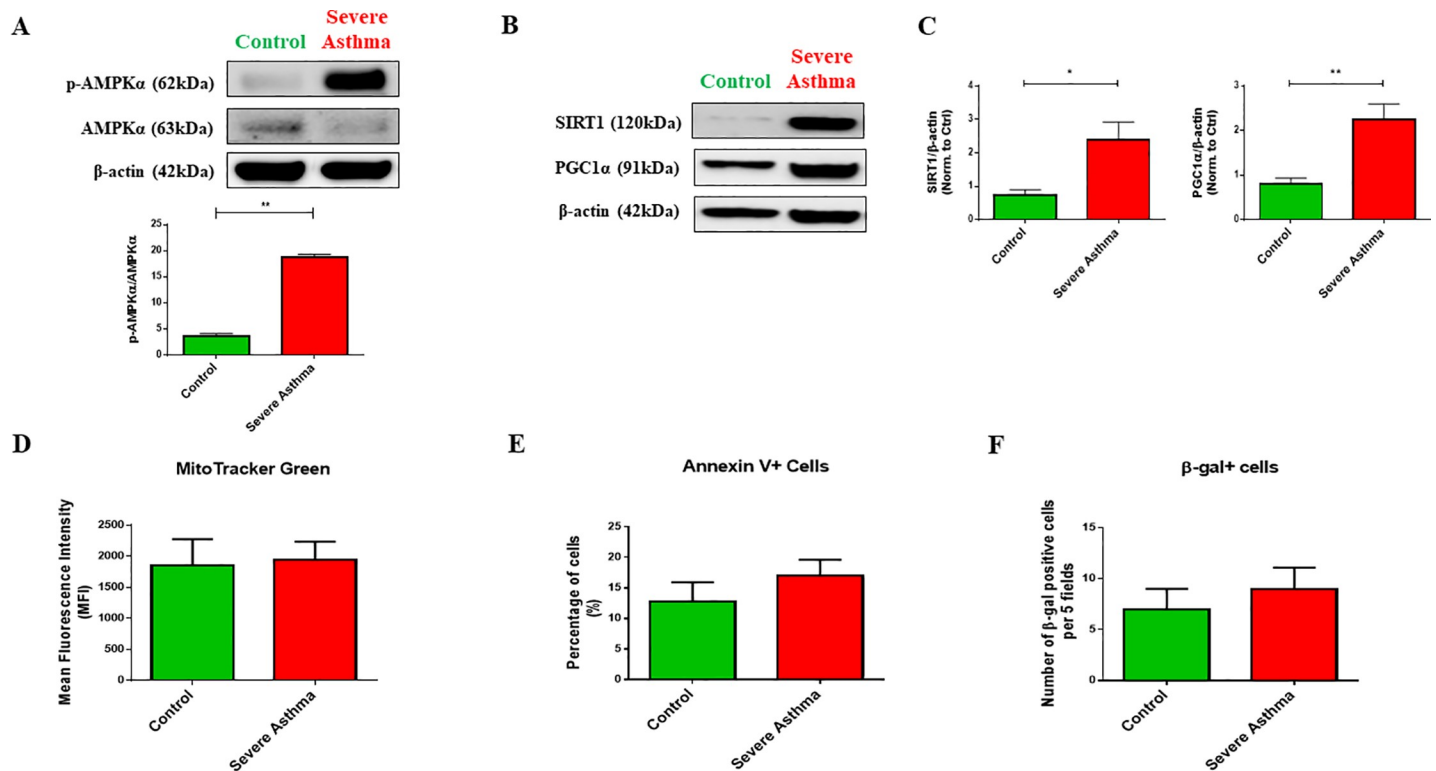 A
Control
Severe
Asthma
p-AMPKα (62kDa)
AMPKα (63kDa)
β-actin (42kDa)
**
p-AMPKα/AMPKα
25
20
15
10
5
0
Control
Severe Asthma
B
Control
Severe
Asthma
SIRT1 (120kDa)
PGC1α (91kDa)
β-actin (42kDa)
C
*
SIRT1/β-actin
(Norm. to Ctrl)
4
3
2
1
0
Control
Severe Asthma
**
PGC1α/β-actin
(Norm. to Ctrl)
3
2
1
0
Control
Severe Asthma
D
MitoTracker Green
Mean Fluorescence Intensity
(MFI)
2500
2000
1500
1000
500
0
Control
Severe Asthma
E
Annexin V+ Cells
Percentage of cells
(%)
25
20
15
10
5
0
Control
Severe Asthma
F
β-gal+ cells
Number of β-gal positive cells
per 5 fields
15
10
5
0
Control
Severe Asthma